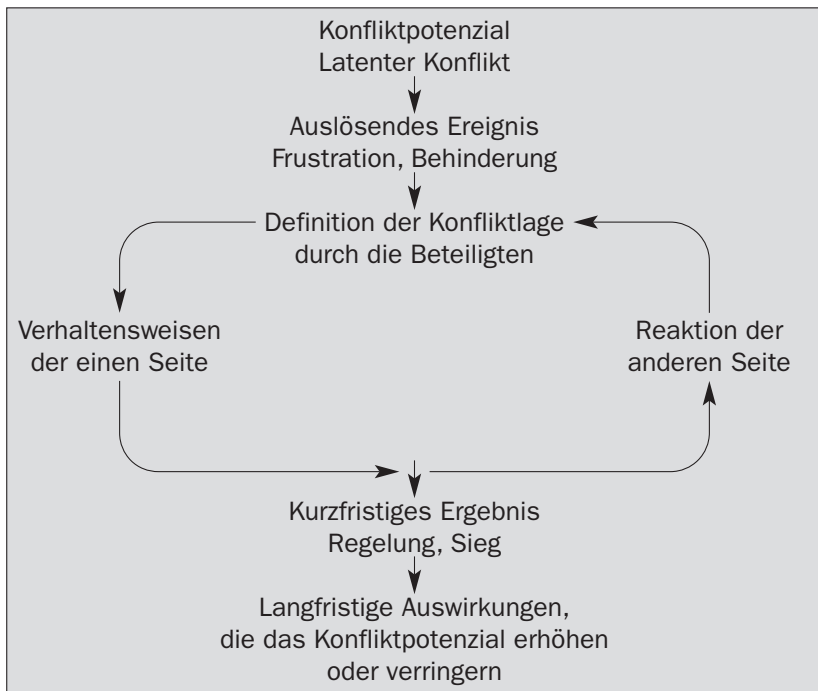 Konfliktpotenzial
Latenter Konflikt
Auslösendes Ereignis
Frustration, Behinderung
Definition der Konfliktlage
durch die Beteiligten
Verhaltensweisen
der einen Seite
Reaktion der
anderen Seite
Kurzfristiges Ergebnis
Regelung, Sieg
Langfristige Auswirkungen,
die das Konfliktpotenzial erhöhen
oder verringern